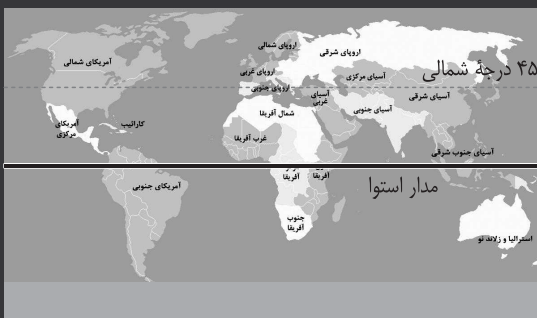 اروپای شمالی
اروپای شرقی
آمریکای شمالی
۴۵ درجهٔ شمالی
اروپای غربی
آسیای مرکزی
اروپای جنوبی
آسیای غربی
آسیای شرقی
آسیای جنوبی
شمال آفریقا
آمریکای مرکزی
کارائیب
غرب آفریقا
آسیای جنوب شرقی
آفریقا
آفریقا
آمریکای جنوبی
مدار استوا
جنوب آفریقا
استرالیا و زلاند نو